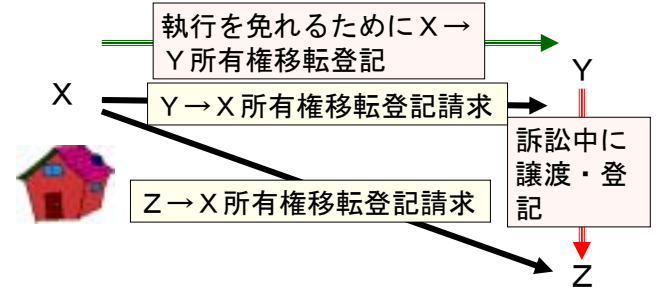 執行を免れるためにX→
Y所有権移転登記
Y
X
Y→X所有権移転登記請求
訴訟中に
譲渡・登
記
Z→X所有権移転登記請求
Z